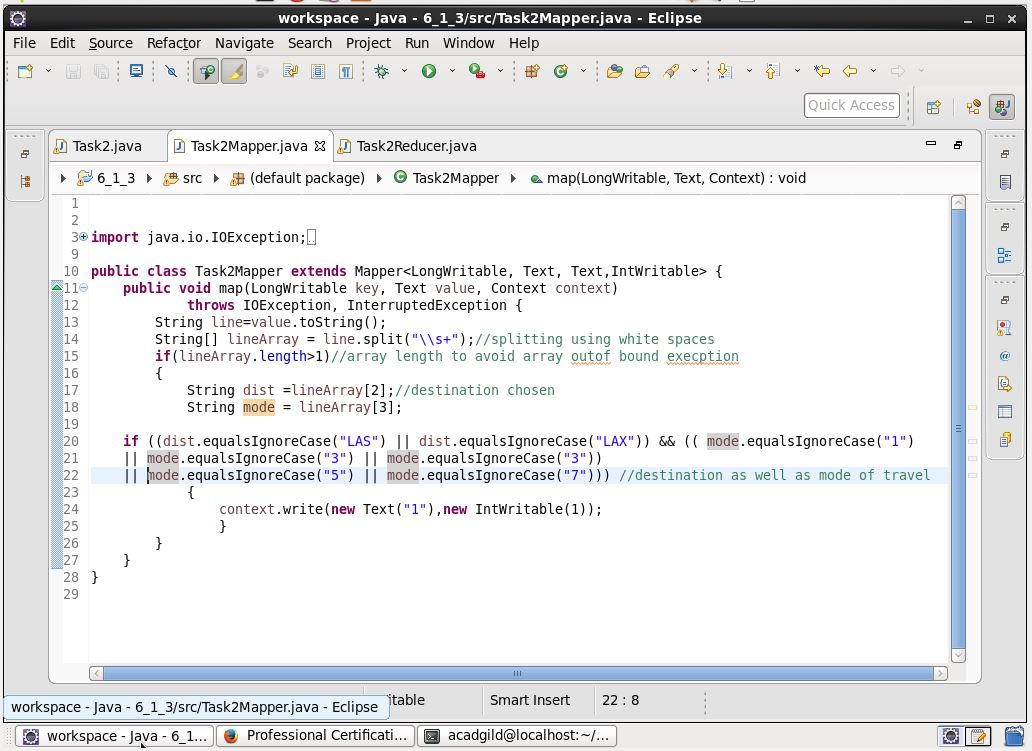 workspace - Java - 6_1_3/src/Task2Mapper.java - Eclipse
File Edit Source Refactor Navigate Search Project Run Window Help
Quick Access
Task2.java Task2Mapper.java Task2Reducer.java
6_1_3 src (default package) Task2Mapper map(LongWritable, Text, Context) : void
1
2
3 import java.io.IOException;
9
10 public class Task2Mapper extends Mapper<LongWritable, Text, Text,IntWritable> {
11 public void map(LongWritable key, Text value, Context context)
12 throws IOException, InterruptedException {
13 String line=value.toString();
14 String[] lineArray = line.split("\\s+");//splitting using white spaces
15 if(lineArray.length>1)//array length to avoid array outof bound execption
16 {
17 String dist =lineArray[2];//destination chosen
18 String mode = lineArray[3];
19
20 if ((dist.equalsIgnoreCase("LAS") || dist.equalsIgnoreCase("LAX")) && (( mode.equalsIgnoreCase("1")
21 || mode.equalsIgnoreCase("3") || mode.equalsIgnoreCase("3"))
22 || mode.equalsIgnoreCase("5") || mode.equalsIgnoreCase("7"))) //destination as well as mode of travel
23 {
24 context.write(new Text("1"),new IntWritable(1));
25 }
26 }
27 }
28 }
29
itable Smart Insert 22 : 8
workspace - Java - 6_1_3/src/Task2Mapper.java - Eclipse
workspace - Java - 6_1... Professional Certificati... acadgild@localhost:~/...